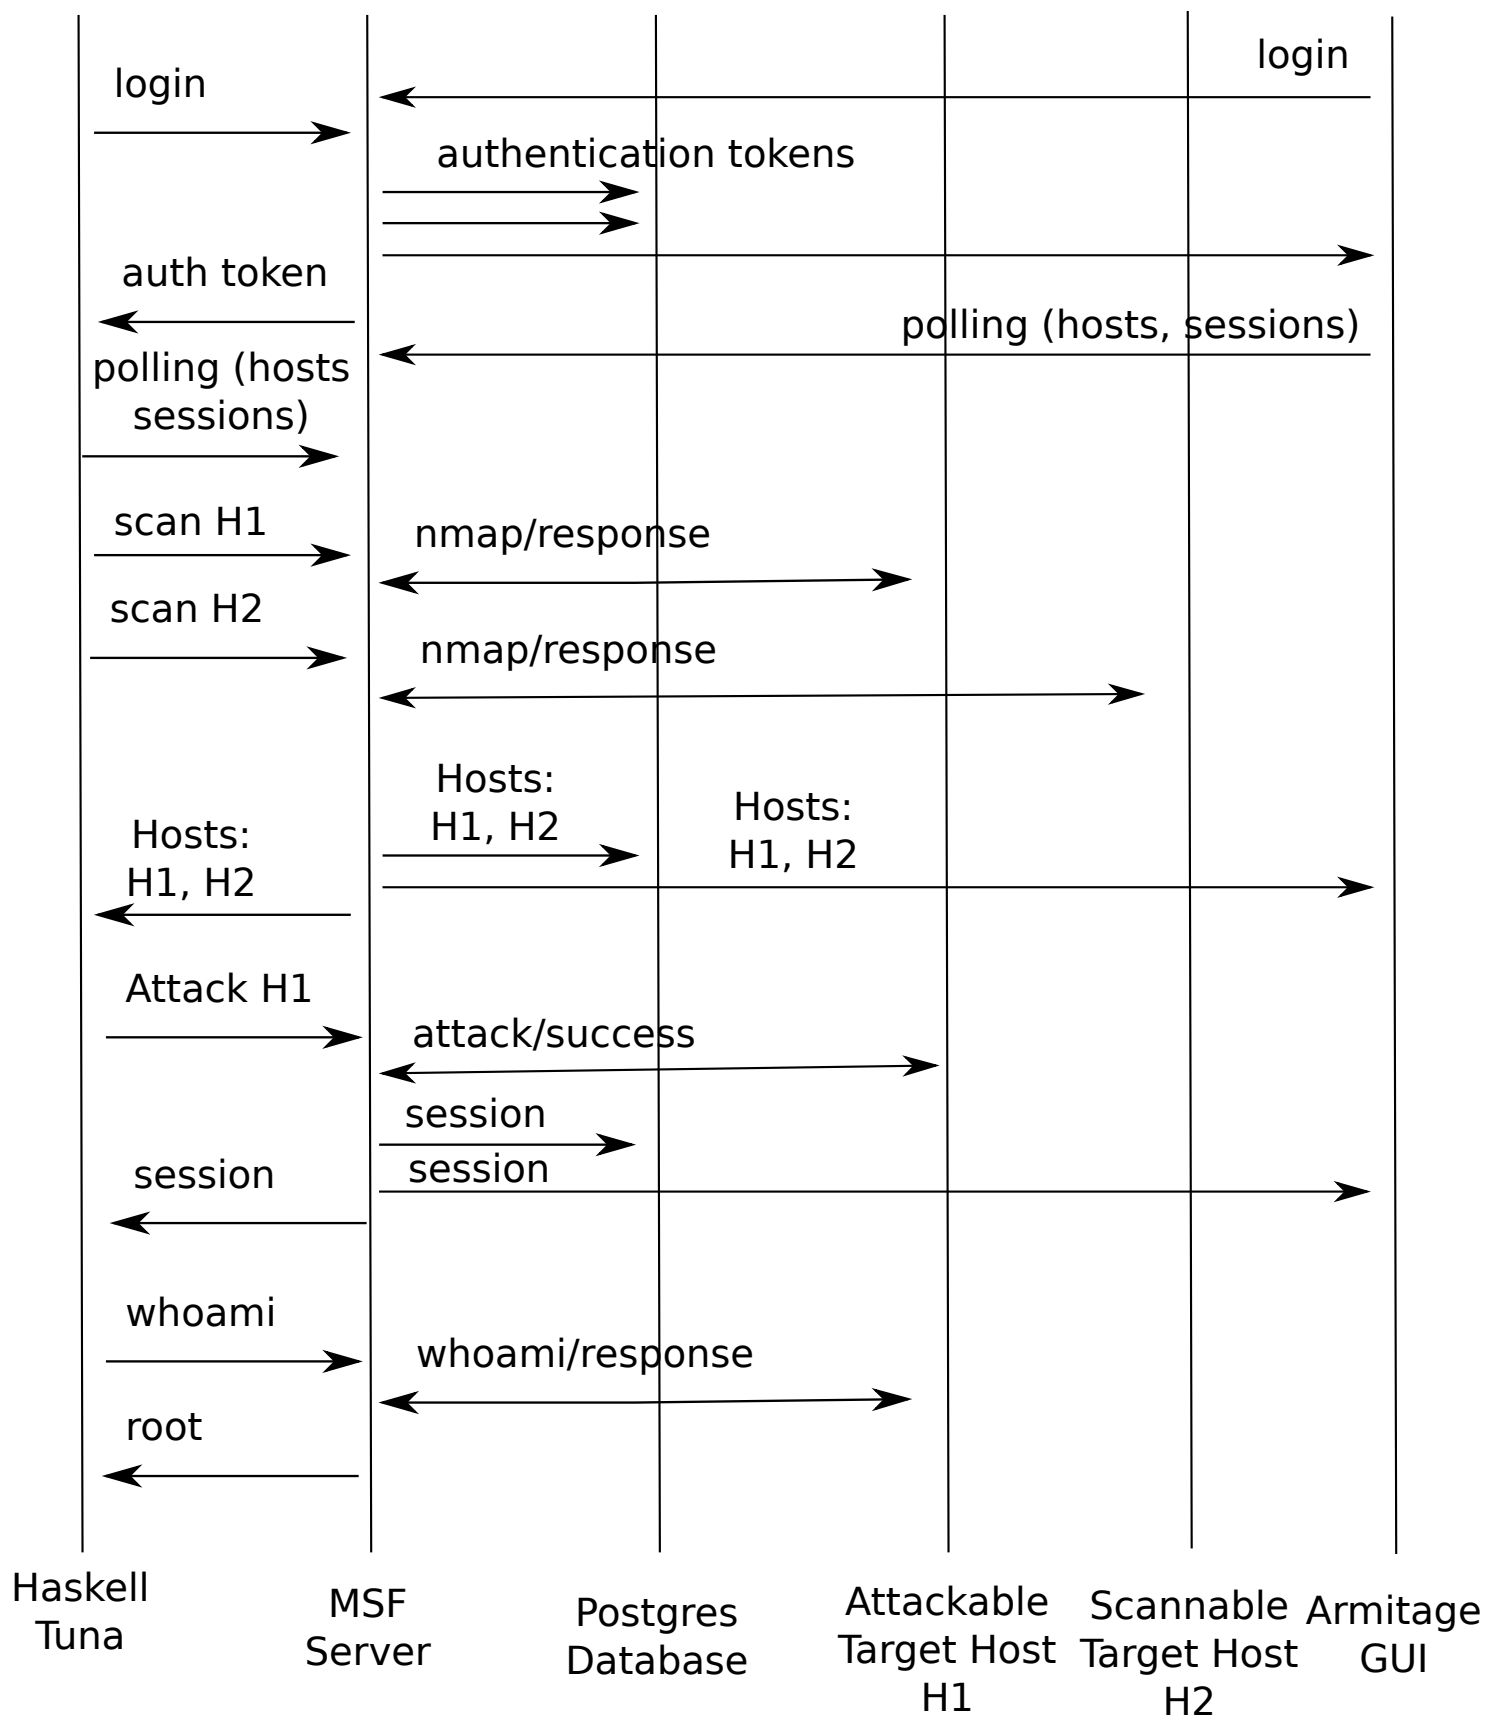 login
login
authentication tokens
auth token
polling (hosts, sessions)
polling (hosts
sessions)
scan H1
nmap/response
scan H2
nmap/response
Hosts:
H1, H2
Hosts:
H1, H2
Hosts:
H1, H2
Attack H1
attack/success
session
session
session
whoami
whoami/response
root
Haskell
Tuna
MSF
Server
Postgres
Database
Attackable
Target Host
H1
Scannable
Target Host
H2
Armitage
GUI